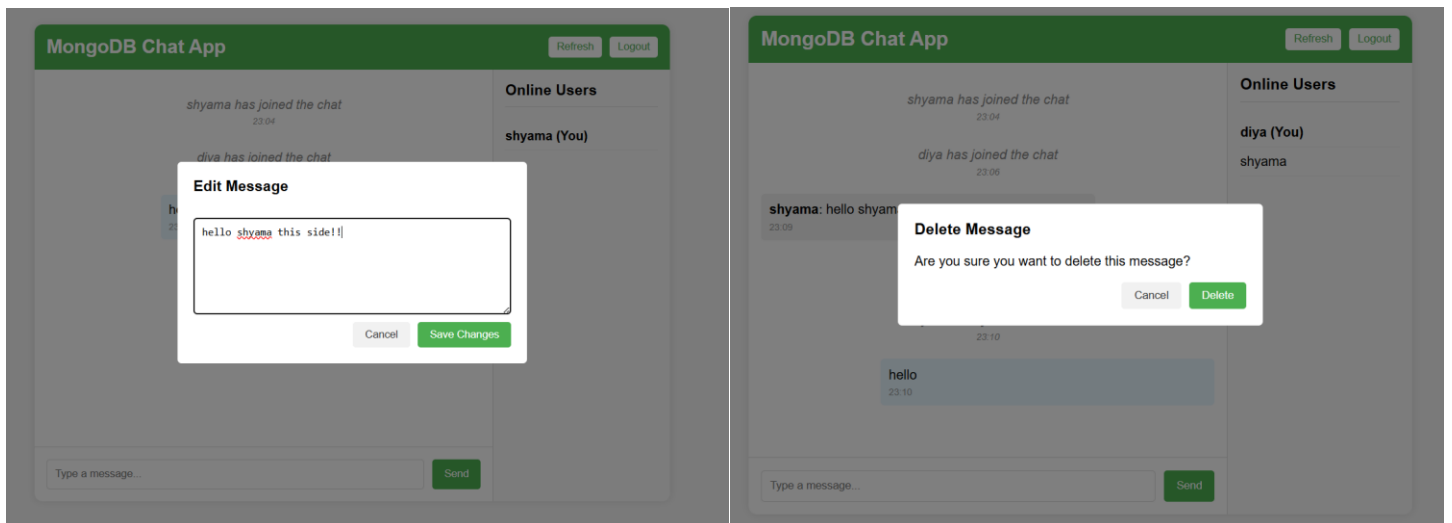 MongoDB Chat App
Refresh Logout
shyama has joined the chat
23:04
diya has joined the chat
Edit Message
hello shyama this side!!
Cancel Save Changes
Type a message...
Send
Online Users
shyama (You)
MongoDB Chat App
Refresh Logout
shyama has joined the chat
23:04
diya has joined the chat
23:06
shyama: hello shyam
23:09
Delete Message
Are you sure you want to delete this message?
Cancel Delete
23:10
hello
23:10
Type a message...
Send
Online Users
diya (You)
shyama